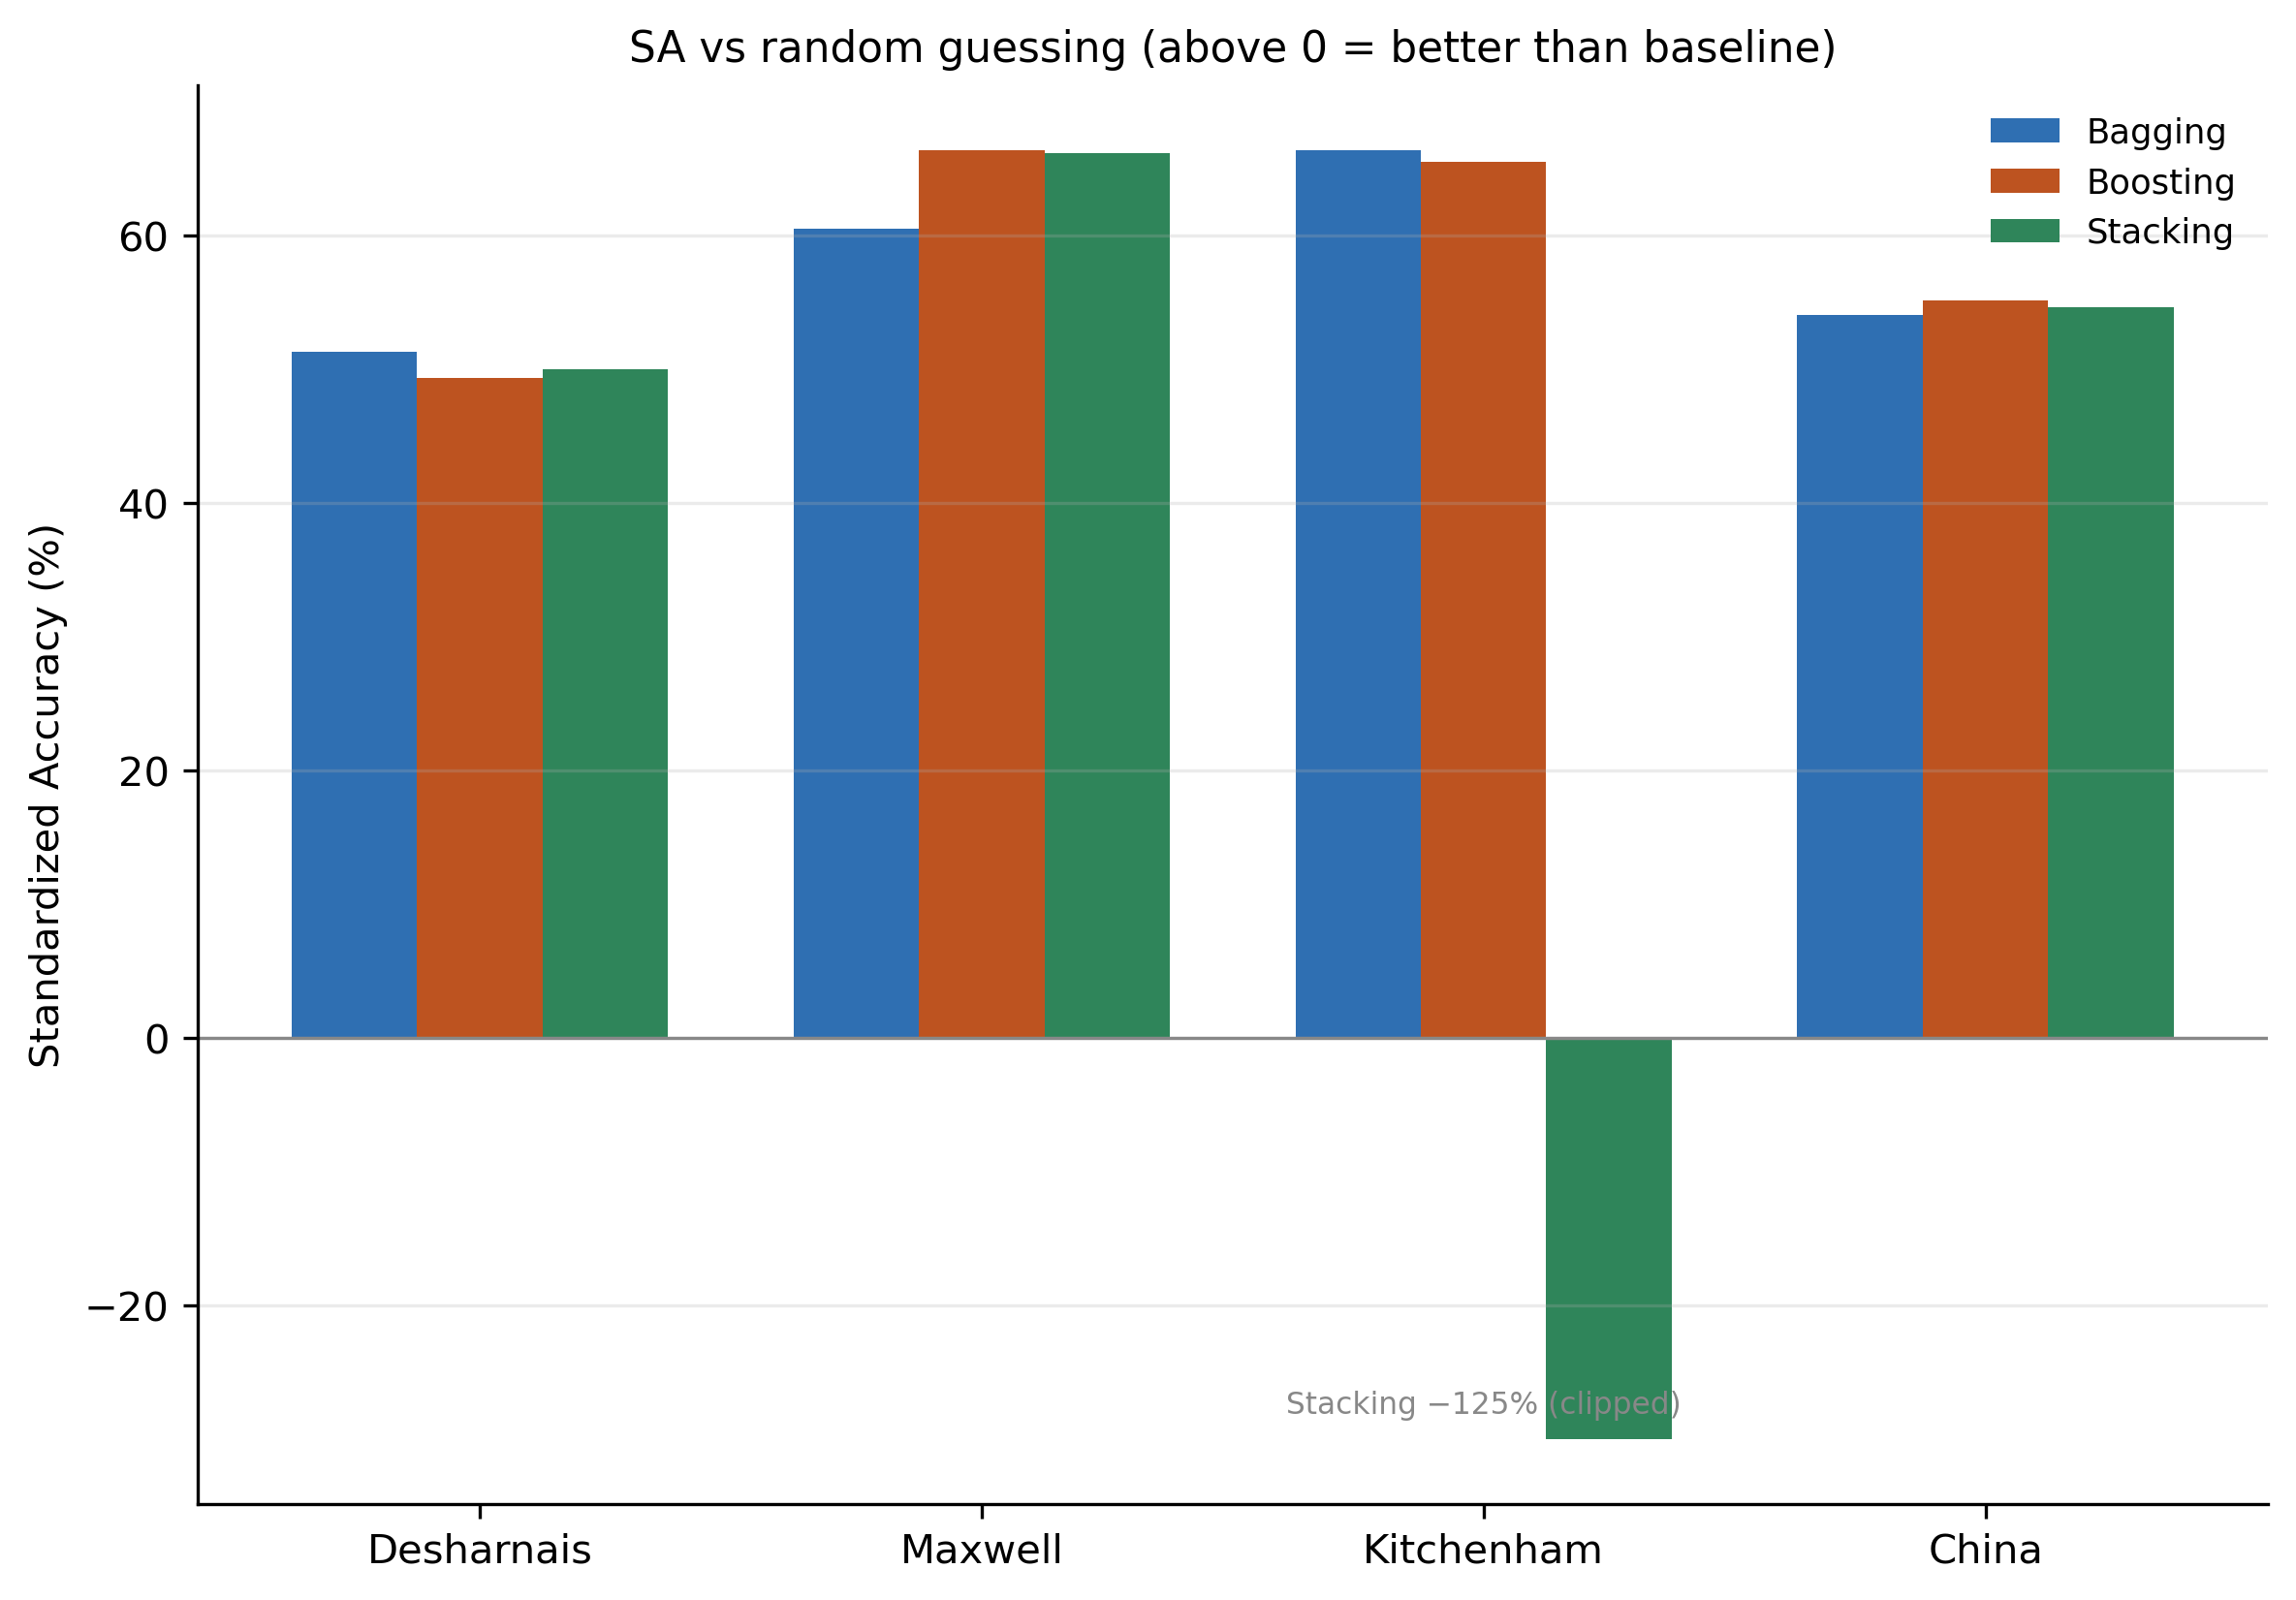 SA vs random guessing (above 0 = better than baseline)
Bagging
Boosting
Stacking
Standardized Accuracy (%)
60
40
20
0
−20
Stacking −125% (clipped)
Desharnais
Maxwell
Kitchenham
China